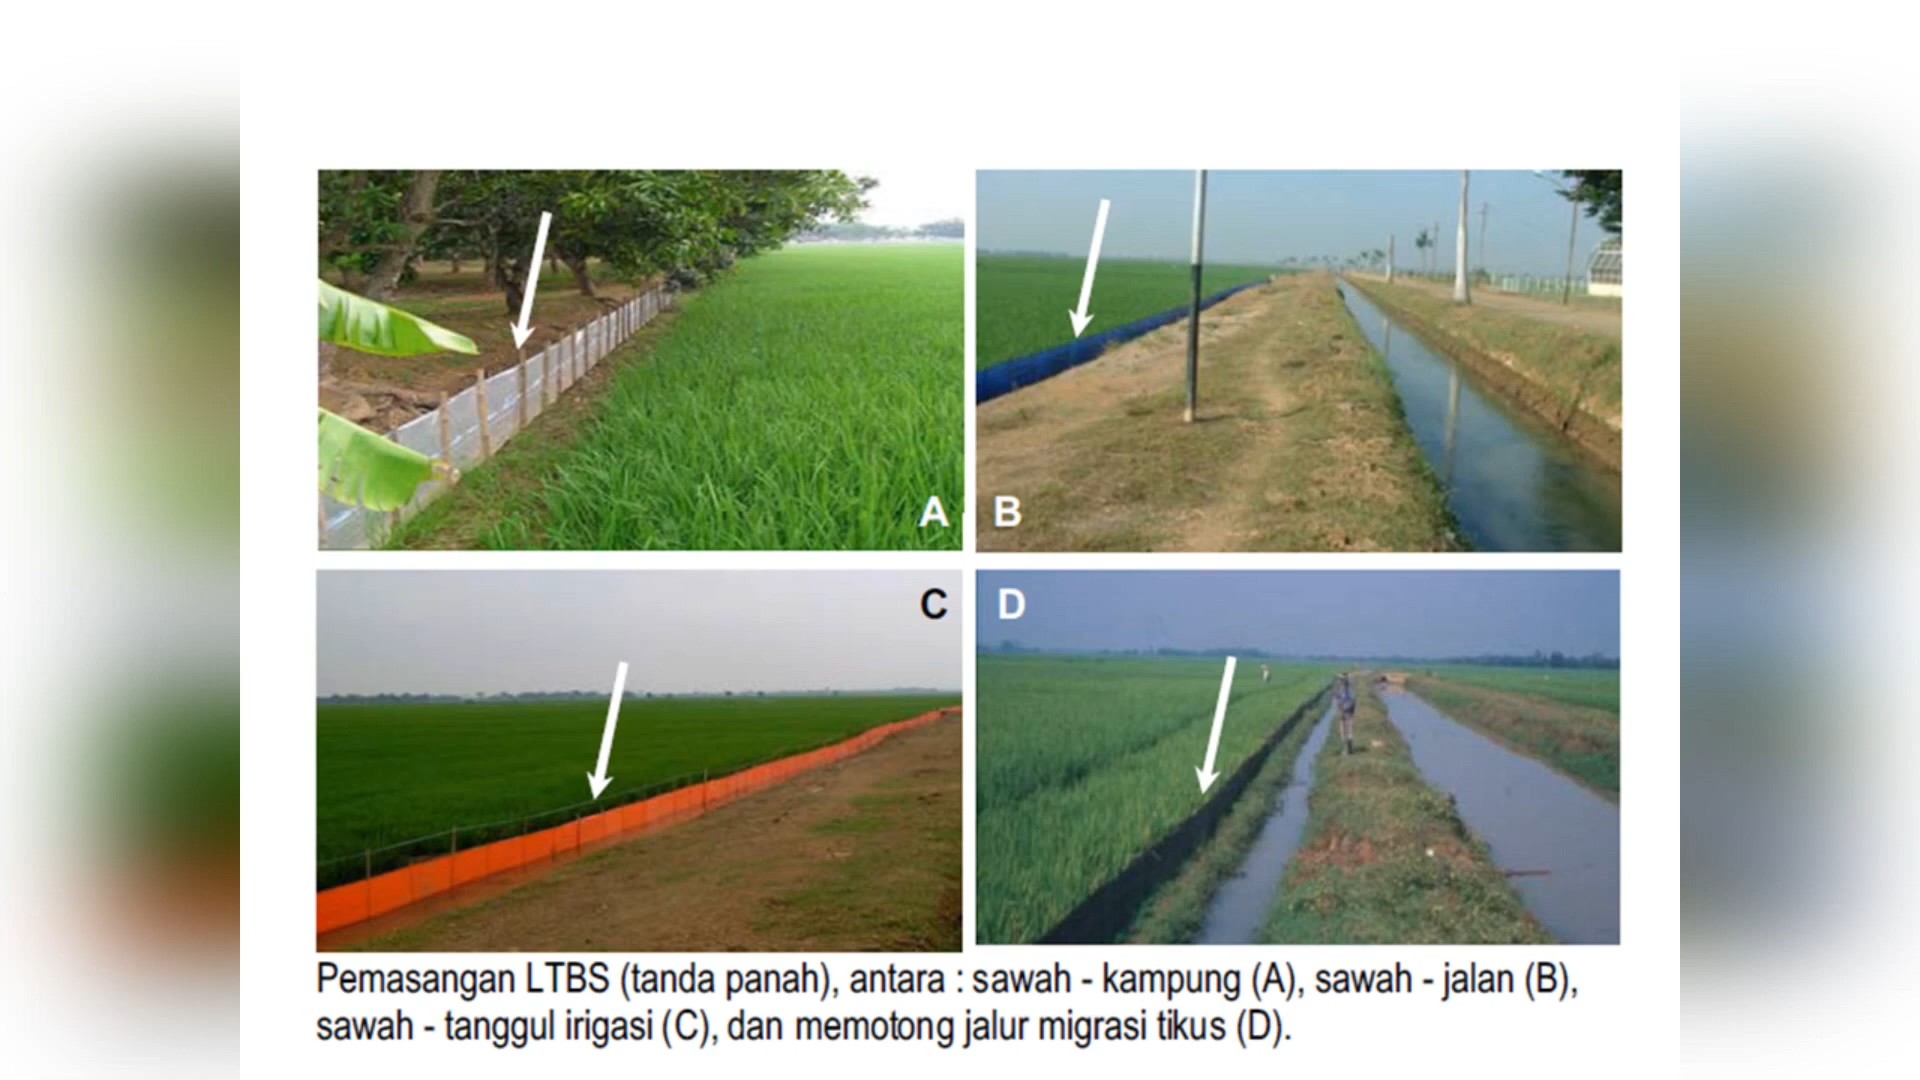 A
B
C
D
Pemasangan LTBS (tanda panah), antara : sawah - kampung (A), sawah - jalan (B),
sawah - tanggul irigasi (C), dan memotong jalur migrasi tikus (D).